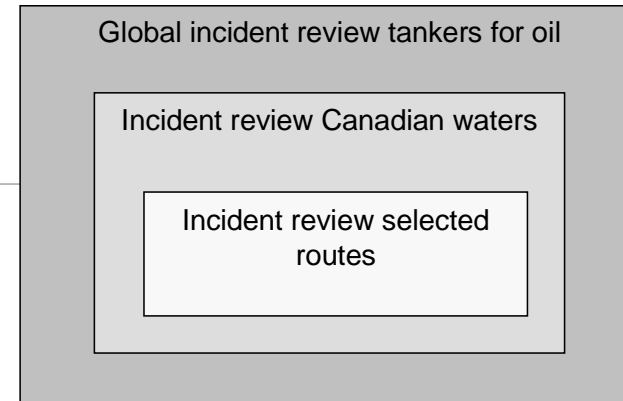 Global incident review tankers for oil
Incident review Canadian waters
Incident review selected
routes